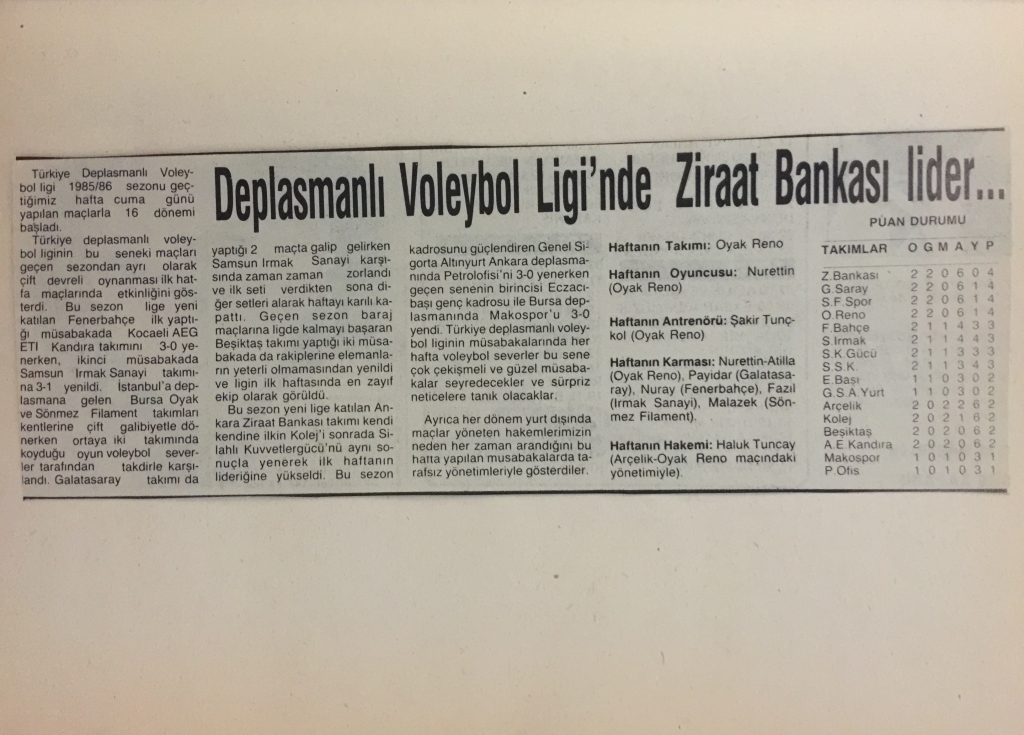 Deplasmanlı Voleybol Ligi'nde Ziraat Bankası lider...
Türkiye Deplasmanlı Voley-
bol ligi 1985/86 sezonu geç-
tiğimiz hafta cuma günü
yapılan maçlarla 16 dönemi
başladı.
Türkiye deplasmanlı voley-
bol liginin bu seneki maçları
geçen sezondan ayrı olarak
çift devreli oynanması ilk haf-
fa maçlarında etkinliğini gös-
terdi. Bu sezon lige yeni
katılan Fenerbahçe ilk yaptı-
ğı müsabakada Kocaeli AEG
ETI Kandıra takımını 3-0 ye-
nerken, ikinci müsabakada
Samsun Irmak Sanayi takımı-
na 3-1 yenildi. İstanbul'a dep-
lasmana gelen Bursa Oyak
ve Sönmez Filament takımları
kentlerine çift galibiyetle dö-
nerken ortaya iki takımında
koyduğu oyun voleybol sever-
ler tarafından takdirle karşı-
landı. Galatasaray takımı da
yaptığı 2 maçta galip gelirken
Samsun Irmak Sanayi karşı-
sında zaman zaman zorlandı
ve ilk seti verdikten sona di-
ğer setleri alarak haftayı karılı ka-
pattı. Geçen sezon baraj
maçlarına ligde kalmayı başaran
Beşiktaş takımı yaptığı iki müsa-
bakada da rakiplerine elemanla-
rın yeterli olmamasından yenildi
ve ligin ilk haftasında en zayıf
ekip olarak görüldü.
Bu sezon yeni lige katılan An-
kara Ziraat Bankası takımı kendi
kendine ilkin Kolej'i sonrada Si-
lahlı Kuvvetlergücü'nü aynı so-
nuçla yenerek ilk haftanın
liderliğine yükseldi. Bu sezon
kadrosunu güçlendiren Genel Si-
gorta Altınyurt Ankara deplasma-
nında Petrolofisi'ni 3-0 yenerken
geçen senenin birincisi Eczacı-
başı genç kadrosu ile Bursa dep-
lasmanında Makospor'u 3-0
yendi. Türkiye deplasmanlı voley-
bol liginin müsabakalarında her
hafta voleybol severler bu sene
çok çekişmeli ve güzel müsaba-
kalar seyredecekler ve sürpriz
neticelere tanık olacaklar.
Ayrıca her dönem yurt dışında
maçlar yöneten hakemlerimizin
neden her zaman arandığını bu
hafta yapılan musabakalarda ta-
rafsız yönetimleriyle gösterdiler.
Haftanın Takımı: Oyak Reno
Haftanın Oyuncusu: Nurettin
(Oyak Reno)
Haftanın Antrenörü: Şakir Tunç-
kol (Oyak Reno)
Haftanın Karması: Nurettin-Atilla
(Oyak Reno), Payidar (Galatasa-
ray), Nuray (Fenerbahçe), Fazıl
(Irmak Sanayi), Malazek (Sön-
mez Filament).
Haftanın Hakemi: Haluk Tuncay
(Arçelik-Oyak Reno maçındaki
yönetimiyle).
PUAN DURUMU
TAKIMLAR O G M A Y P
Z.Bankası 2 2 0 6 0 4
G.Saray 2 2 0 6 1 4
S.F.Spor 2 2 0 6 1 4
O.Reno 2 2 0 6 1 4
F.Bahçe 2 1 1 4 3 3
S.Irmak 2 1 1 4 4 3
S.K.Gücü 2 1 1 3 3 3
S.S.K. 2 1 1 3 4 3
E.Başı 1 1 0 3 0 2
G.S.A.Yurt 1 1 0 3 0 2
Arçelik 2 0 2 2 6 2
Kolej 2 0 2 1 6 2
Beşiktaş 2 0 2 0 6 2
A.E.Kandıra 2 0 2 0 6 2
Makospor 1 0 1 0 3 1
P.Ofis 1 0 1 0 3 1